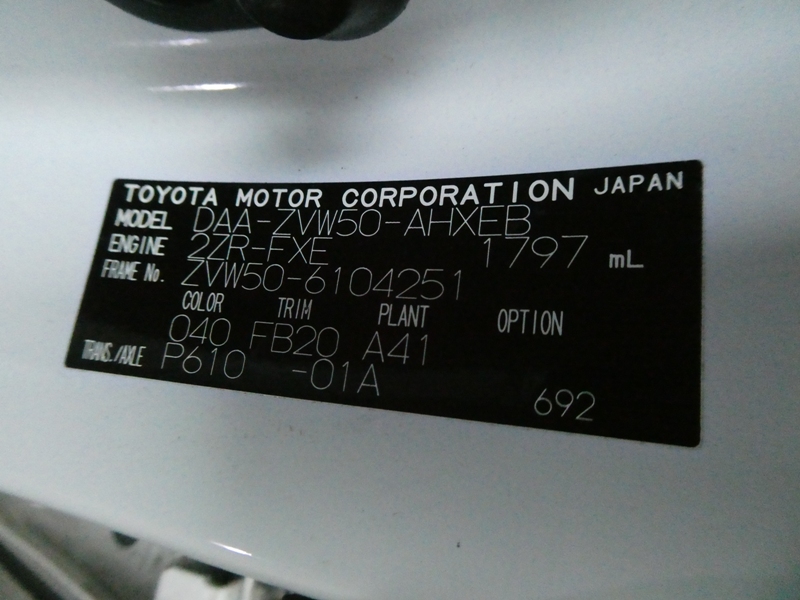 TOYOTA MOTOR CORPORATION JAPAN
MODEL DAA-ZVW50-AHXEB
ENGINE 2ZR-FXE 1797 mL
FRAME No. ZVW50-6104251
COLOR TRIM PLANT OPTION
040 FB20 A41
TRANS./AXLE P610 -01A
692